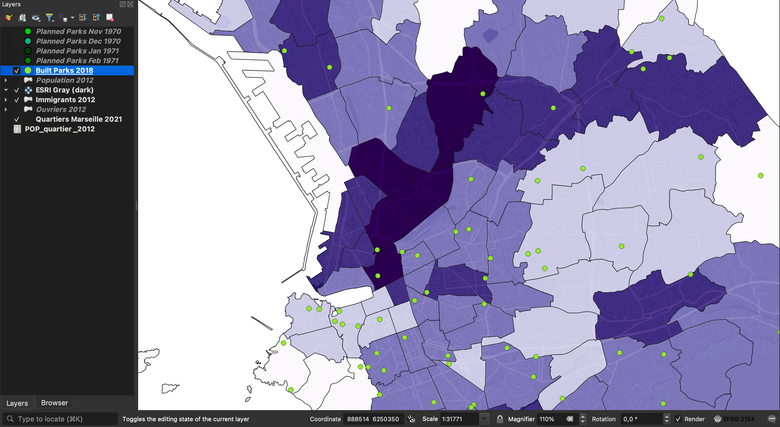 Layers
Planned Parks Nov 1970
Planned Parks Dec 1970
Planned Parks Jan 1971
Planned Parks Feb 1971
Built Parks 2018
Population 2012
ESRI Gray (dark)
Immigrants 2012
Ouvriers 2012
Quartiers Marseille 2021
POP_quartier_2012
Layers Browser
Type to locate (⌘K) Toggles the editing state of the current layer Coordinate 888514 6250350 Scale 1:31771 Magnifier 110% Rotation 0,0 ° Render EPSG:2154